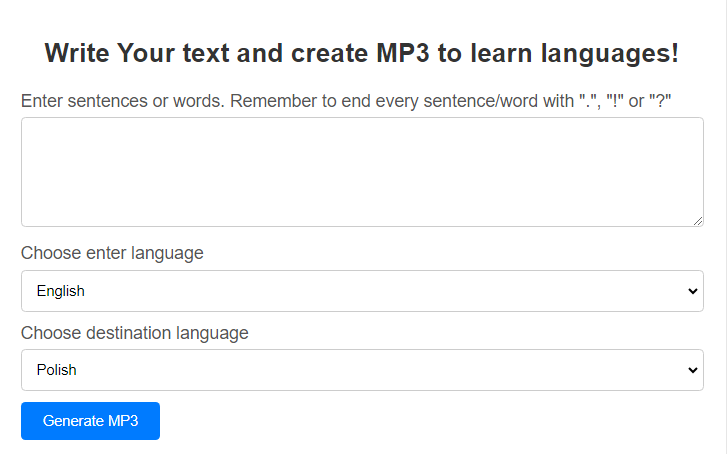 Write Your text and create MP3 to learn languages!
Enter sentences or words. Remember to end every sentence/word with ".", "!" or "?"
Choose enter language
English
Choose destination language
Polish
Generate MP3